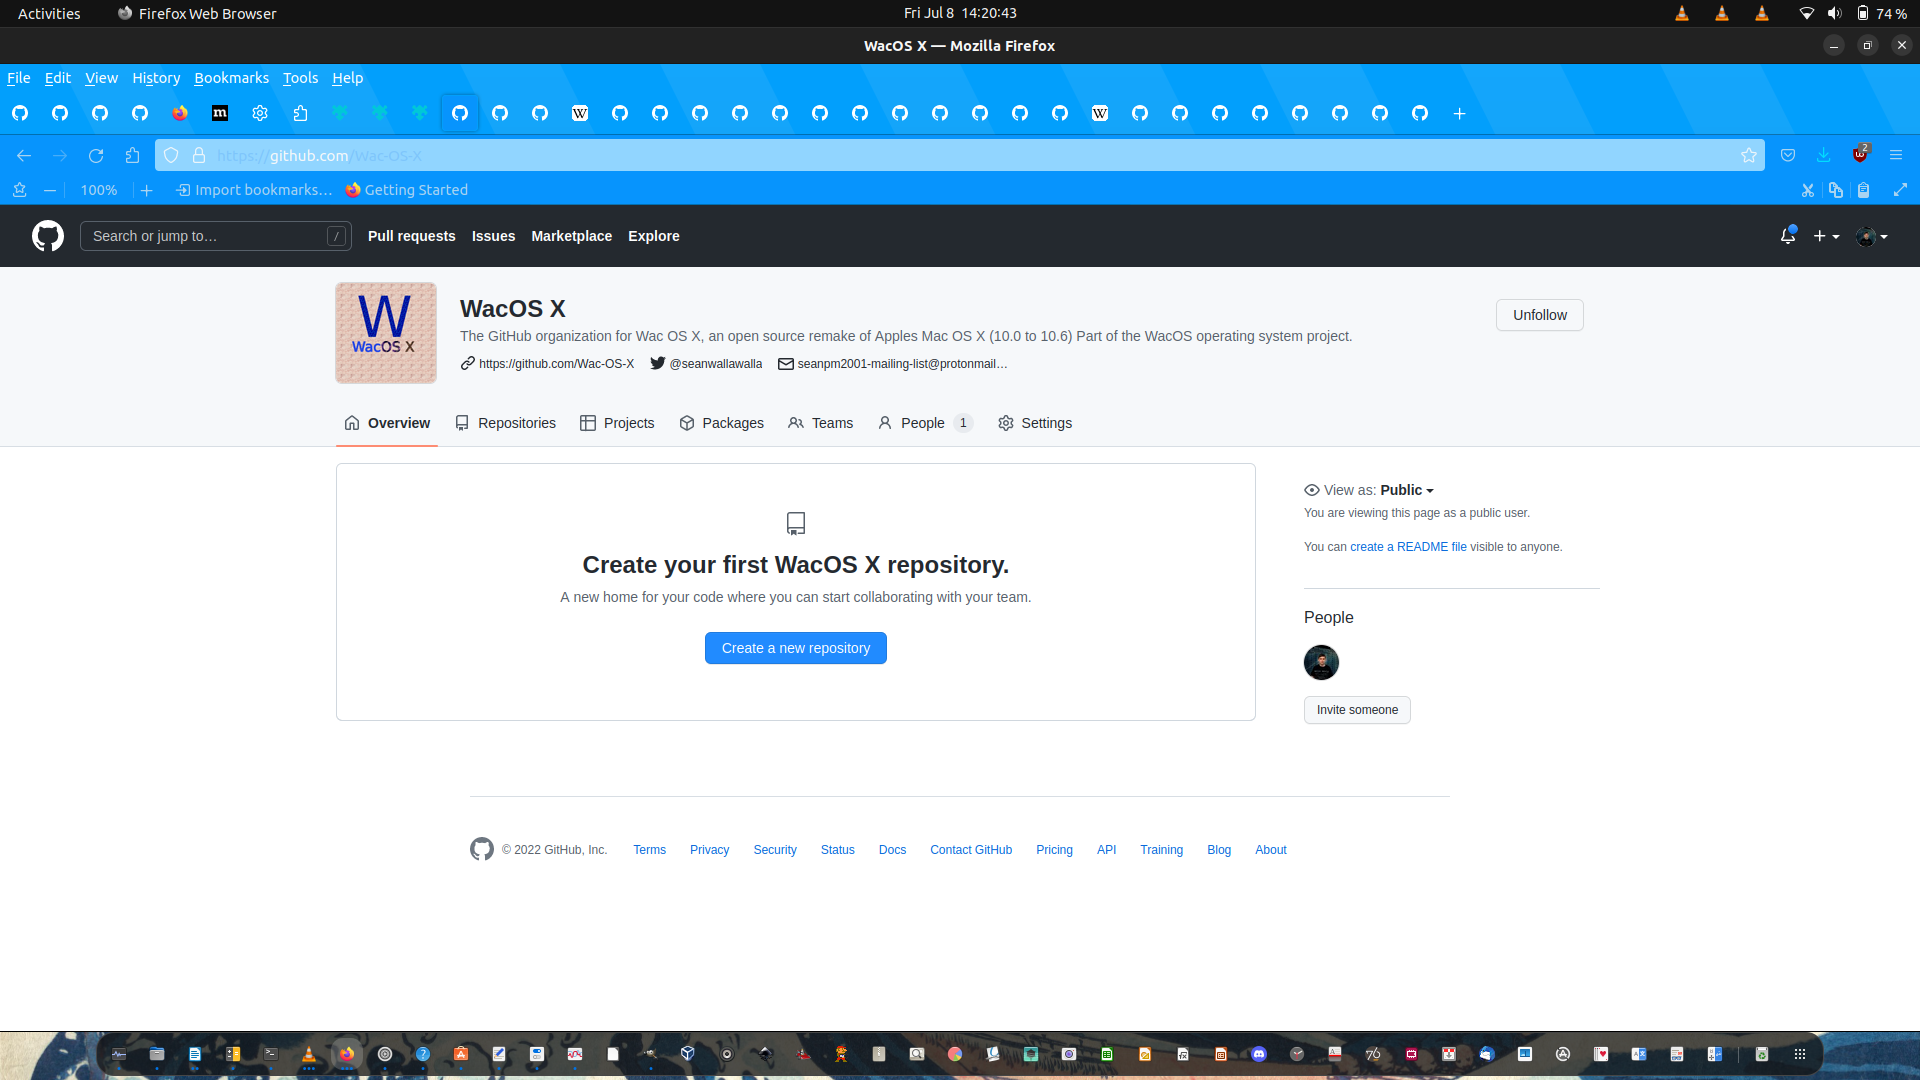 Activities
Firefox Web Browser
Fri Jul 8 14:20:43
74 %
WacOS X — Mozilla Firefox
File Edit View History Bookmarks Tools Help
https://github.com/Wac-OS-X
2
100%
Import bookmarks…
Getting Started
Search or jump to…
/
Pull requests
Issues
Marketplace
Explore
W
WacOS X
WacOS X
The GitHub organization for Wac OS X, an open source remake of Apples Mac OS X (10.0 to 10.6) Part of the WacOS operating system project.
https://github.com/Wac-OS-X
@seanwallawalla
seanpm2001-mailing-list@protonmail…
Unfollow
Overview
Repositories
Projects
Packages
Teams
People 1
Settings
Create your first WacOS X repository.
A new home for your code where you can start collaborating with your team.
Create a new repository
View as: Public
You are viewing this page as a public user.
You can create a README file visible to anyone.
People
Invite someone
© 2022 GitHub, Inc.
Terms
Privacy
Security
Status
Docs
Contact GitHub
Pricing
API
Training
Blog
About